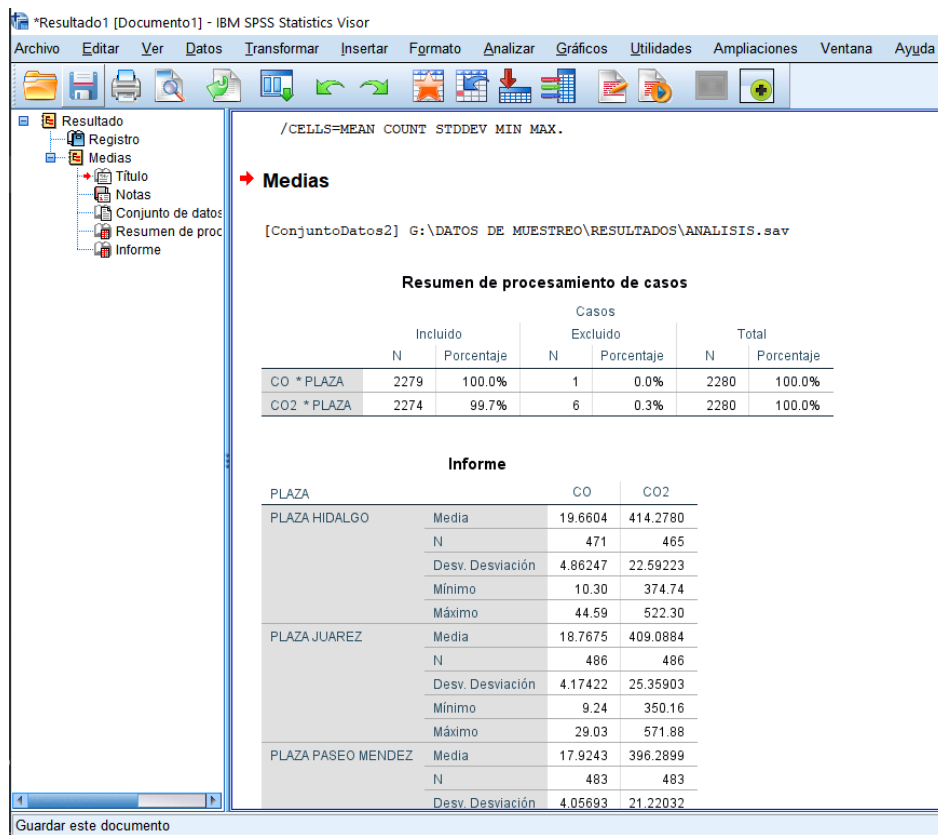 *Resultado1 [Documento1] - IBM SPSS Statistics Visor
Archivo Editar Ver Datos Transformar Insertar Formato Analizar Gráficos Utilidades Ampliaciones Ventana Ayuda
Resultado
Registro
Medias
Título
Notas
Conjunto de datos
Resumen de proc
Informe
/CELLS=MEAN COUNT STDDEV MIN MAX.
Medias
[ConjuntoDatos2] G:\DATOS DE MUESTREO\RESULTADOS\ANALISIS.sav
Resumen de procesamiento de casos
Casos
Incluido Excluido Total
N Porcentaje N Porcentaje N Porcentaje
CO * PLAZA 2279 100.0% 1 0.0% 2280 100.0%
CO2 * PLAZA 2274 99.7% 6 0.3% 2280 100.0%
Informe
PLAZA CO CO2
PLAZA HIDALGO Media 19.6604 414.2780
N 471 465
Desv. Desviación 4.86247 22.59223
Mínimo 10.30 374.74
Máximo 44.59 522.30
PLAZA JUAREZ Media 18.7675 409.0884
N 486 486
Desv. Desviación 4.17422 25.35903
Mínimo 9.24 350.16
Máximo 29.03 571.88
PLAZA PASEO MENDEZ Media 17.9243 396.2899
N 483 483
Desv. Desviación 4.05693 21.22032
Guardar este documento